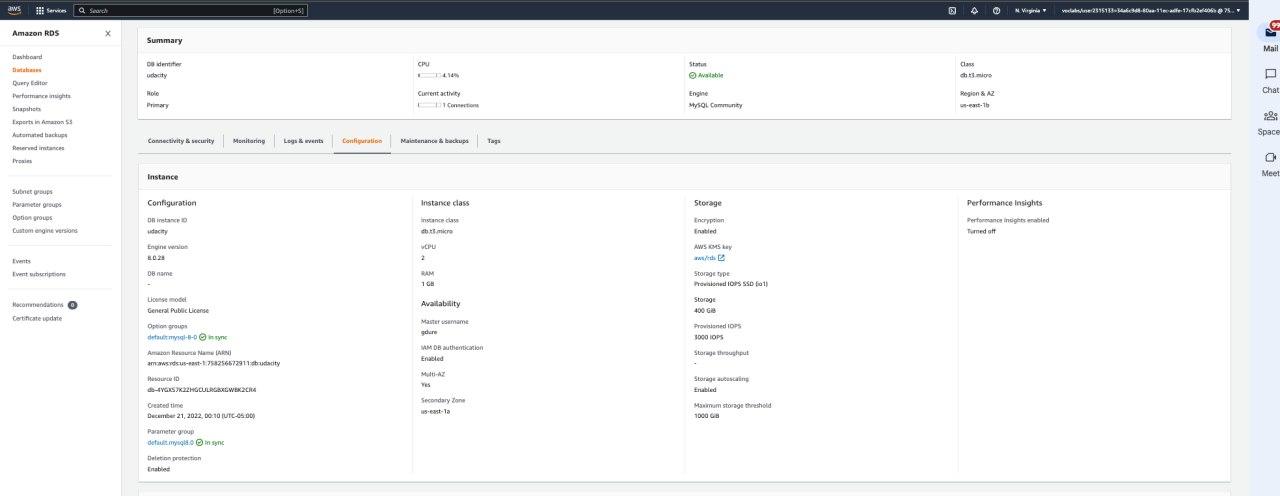 aws Services Search [Option+S] N. Virginia
Amazon RDS X
Dashboard
Databases
Query Editor
Performance insights
Snapshots
Exports in Amazon S3
Automated backups
Reserved instances
Proxies
Subnet groups
Parameter groups
Option groups
Custom engine versions
Events
Event subscriptions
Recommendations 0
Certificate update
Summary
DB identifier
udacity
CPU
4.14%
Status
Available
Class
db.t3.micro
Role
Primary
Current activity
1 Connections
Engine
MySQL Community
Region & AZ
us-east-1b
Connectivity & security Monitoring Logs & events Configuration Maintenance & backups Tags
Instance
Configuration
DB instance ID
udacity
Engine version
8.0.28
DB name
-
License model
General Public License
Option groups
default:mysql-8-0 In sync
Amazon Resource Name (ARN)
arn:aws:rds:us-east-1:758256672911:db:udacity
Resource ID
db-4YGXS7K2ZHGCULRGBXGWBK2CR4
Created time
December 21, 2022, 00:10 (UTC-05:00)
Parameter group
default.mysql8.0 In sync
Deletion protection
Enabled
Instance class
Instance class
db.t3.micro
vCPU
2
RAM
1 GB
Availability
Master username
gdure
IAM DB authentication
Enabled
Multi-AZ
Yes
Secondary Zone
us-east-1a
Storage
Encryption
Enabled
AWS KMS key
aws/rds
Storage type
Provisioned IOPS SSD (io1)
Storage
400 GiB
Provisioned IOPS
3000 IOPS
Storage throughput
-
Storage autoscaling
Enabled
Maximum storage threshold
1000 GiB
Performance Insights
Performance Insights enabled
Turned off
99
Mail
Chat
Space
Meet